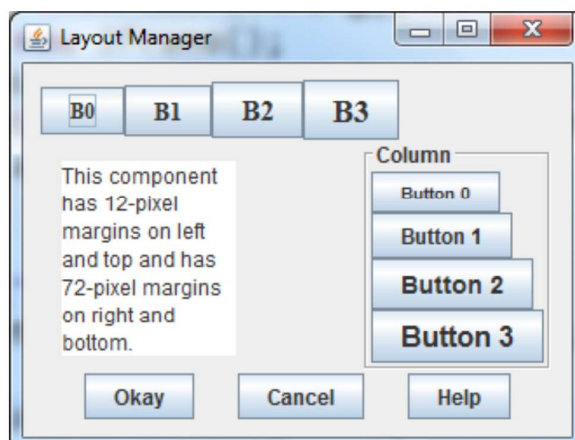 Layout Manager
B0 B1 B2 B3
This component
has 12-pixel
margins on left
and top and has
72-pixel margins
on right and
bottom.
Column
Button 0
Button 1
Button 2
Button 3
Okay Cancel Help